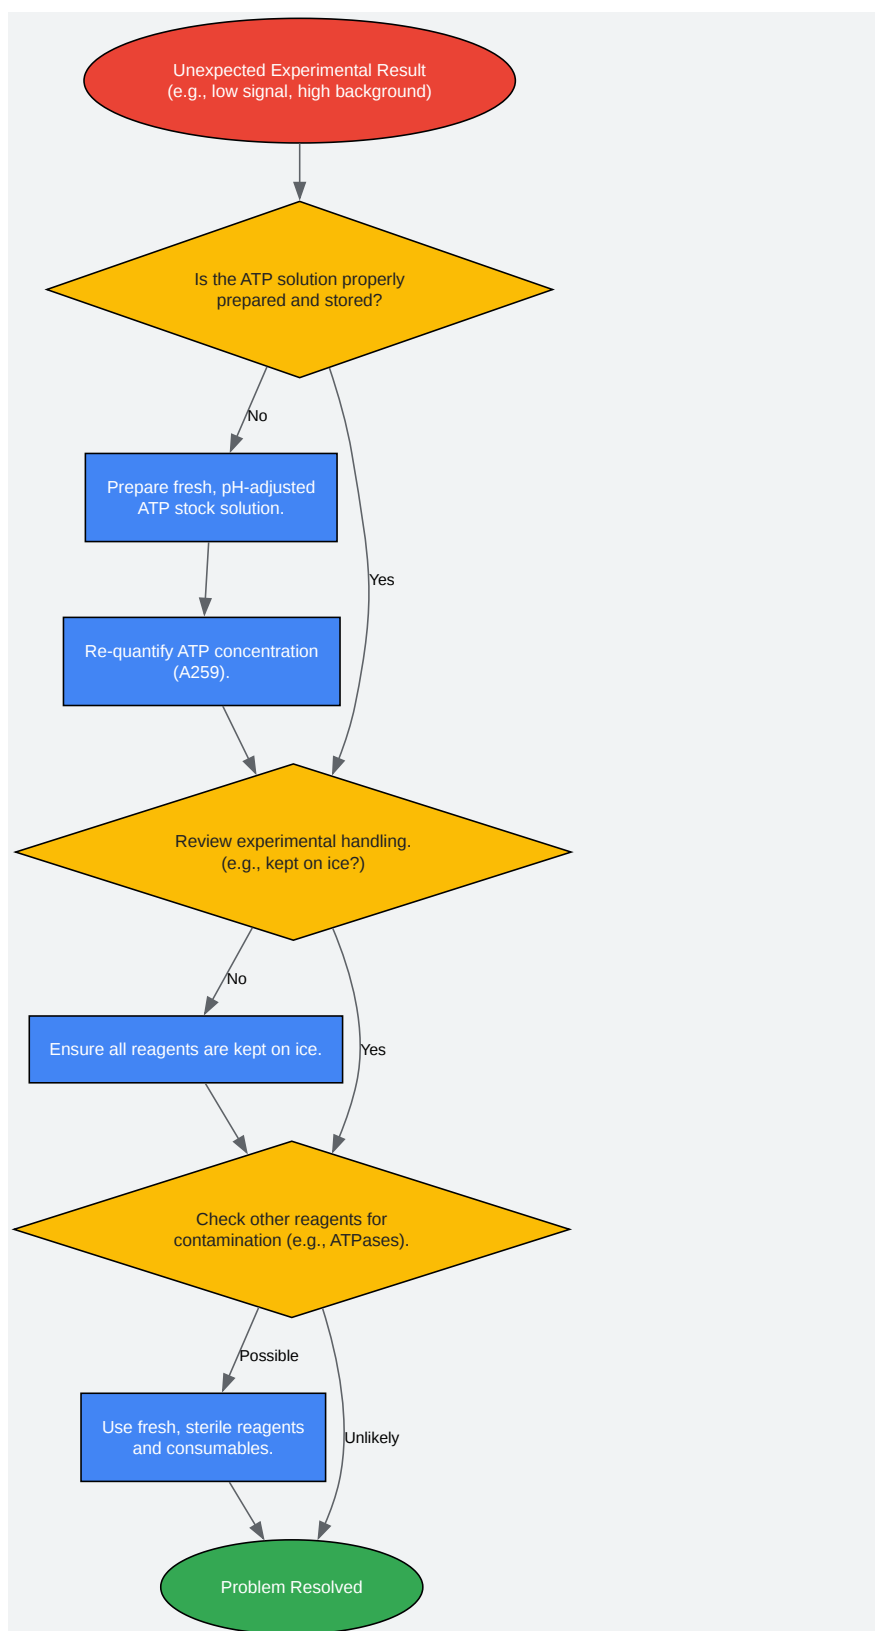 Unexpected Experimental Result
(e.g., low signal, high background)
Is the ATP solution properly
prepared and stored?
No
Prepare fresh, pH-adjusted
ATP stock solution.
Yes
Re-quantify ATP concentration
(A259).
Review experimental handling.
(e.g., kept on ice?)
No
Ensure all reagents are kept on ice.
Yes
Check other reagents for
contamination (e.g., ATPases).
Possible
Use fresh, sterile reagents
and consumables.
Unlikely
Problem Resolved